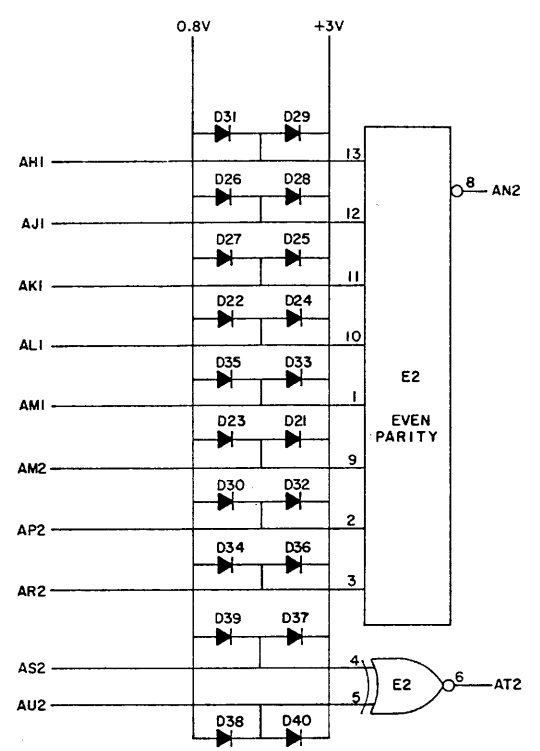 0.8V +3V
D31 D29
AH1 13
D26 D28
8 AN2
AJ1 12
D27 D25
AK1 11
D22 D24
AL1 10
D35 D33
E2
AM1 1
D23 D21
EVEN
PARITY
AM2 9
D30 D32
AP2 2
D34 D36
AR2 3
D39 D37
AS2 4
E2 6 AT2
AU2 5
D38 D40